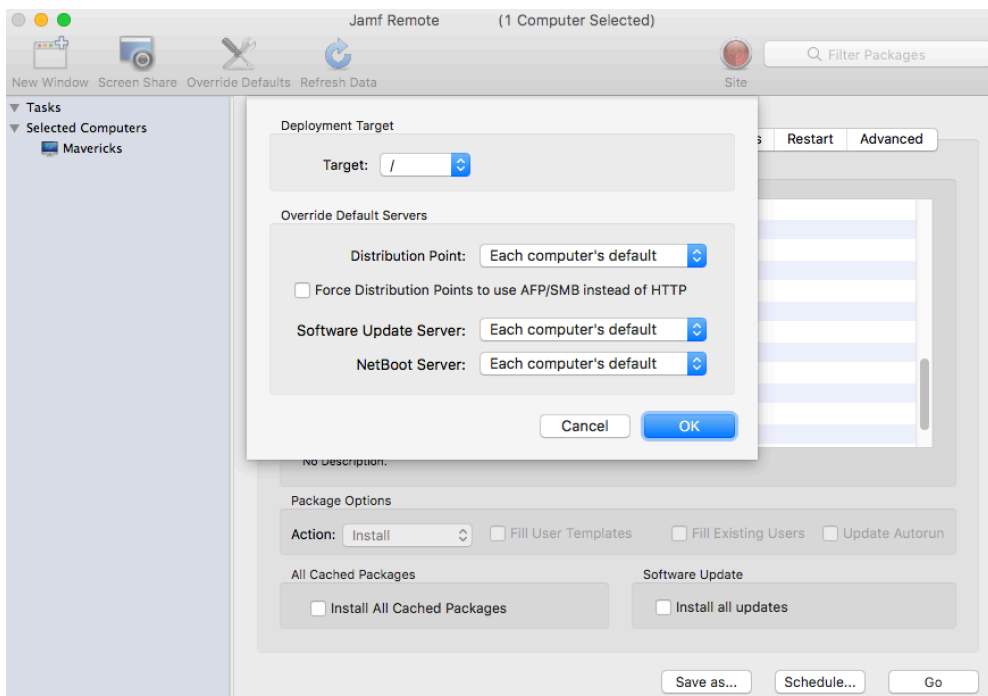 Jamf Remote (1 Computer Selected)
New Window Screen Share Override Defaults Refresh Data Site Filter Packages
Tasks
Selected Computers
Mavericks
Restart Advanced
Deployment Target
Target: /
Override Default Servers
Distribution Point: Each computer's default
Force Distribution Points to use AFP/SMB instead of HTTP
Software Update Server: Each computer's default
NetBoot Server: Each computer's default
Cancel OK
No Description.
Package Options
Action: Install Fill User Templates Fill Existing Users Update Autorun
All Cached Packages Software Update
Install All Cached Packages Install all updates
Save as... Schedule... Go